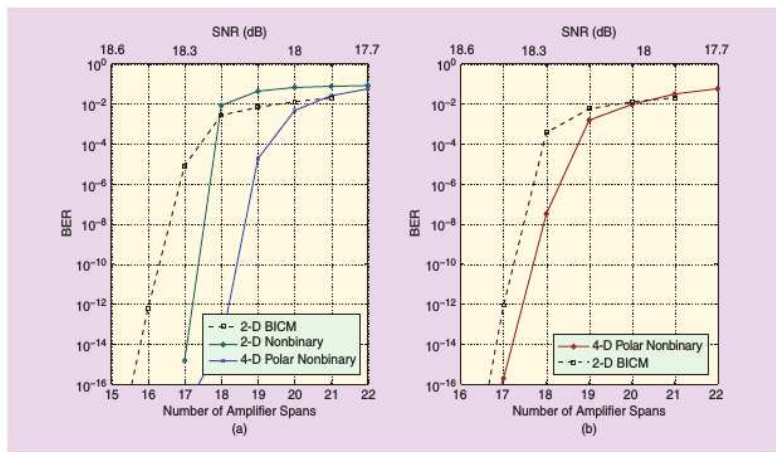 SNR (dB)
18.6 18.3 18 17.7
10^0
10^-2
10^-4
10^-6
10^-8
10^-10
10^-12
10^-14
10^-16
BER
2-D BICM
2-D Nonbinary
4-D Polar Nonbinary
15 16 17 18 19 20 21 22
Number of Amplifier Spans
(a)
SNR (dB)
18.6 18.3 18 17.7
10^0
10^-2
10^-4
10^-6
10^-8
10^-10
10^-12
10^-14
10^-16
BER
4-D Polar Nonbinary
2-D BICM
16 17 18 19 20 21 22
Number of Amplifier Spans
(b)